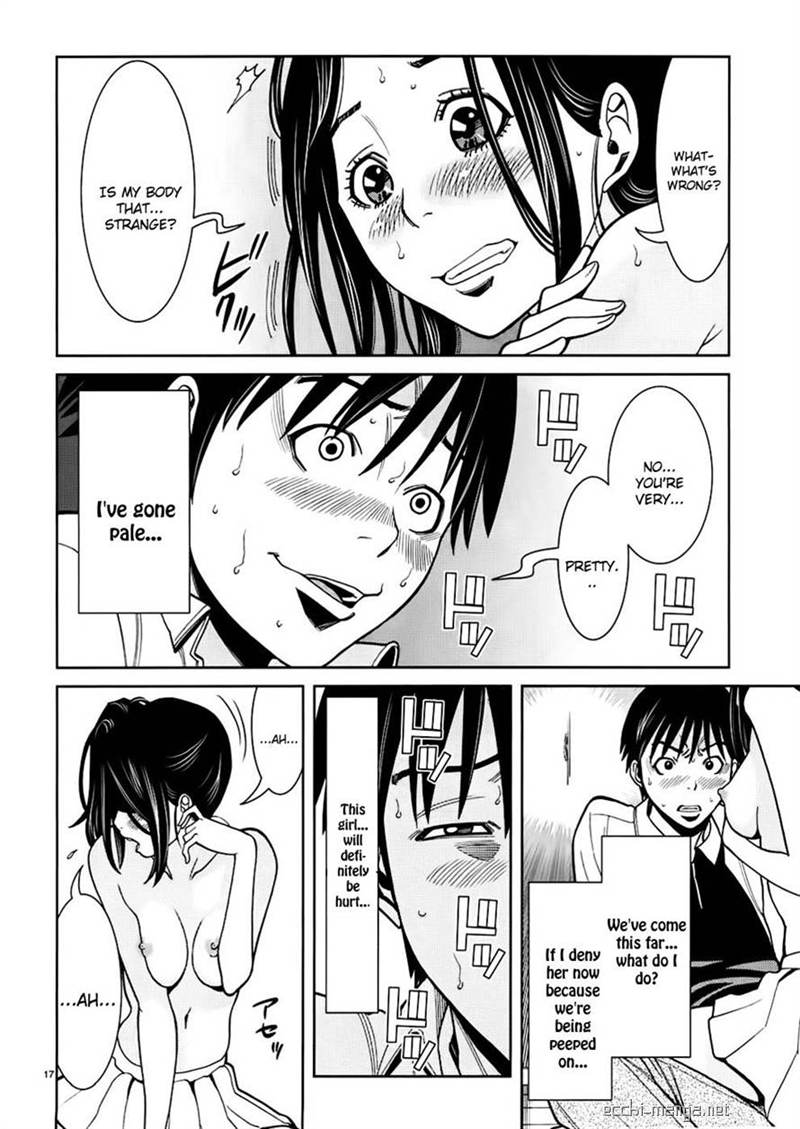 WHAT-
WHAT'S
WRONG?
IS MY BODY
THAT...
STRANGE?
ビ
クッ
NO...
YOU'RE
VERY...
PRETTY.
. .
I've gone
pale...
ドッ
ドッ
ドッ
ドッ
We've come
this far...
what do I
do?
If I deny
her now
because
we're
being
peeped
on...
This
girl...
will
defi-
nitely
be
hurt...
ドッ
ドッ
ドッ
...AH...
...AH.
アセッ
17
ecchi-manga.net